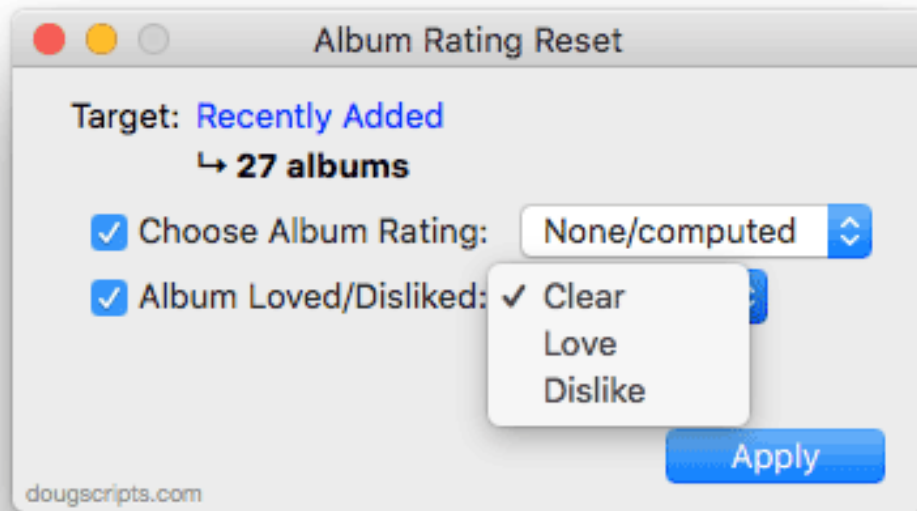 Album Rating Reset
Target: Recently Added
↳ 27 albums
Choose Album Rating: None/computed
Album Loved/Disliked: ✓ Clear
Love
Dislike
Apply
dougscripts.com